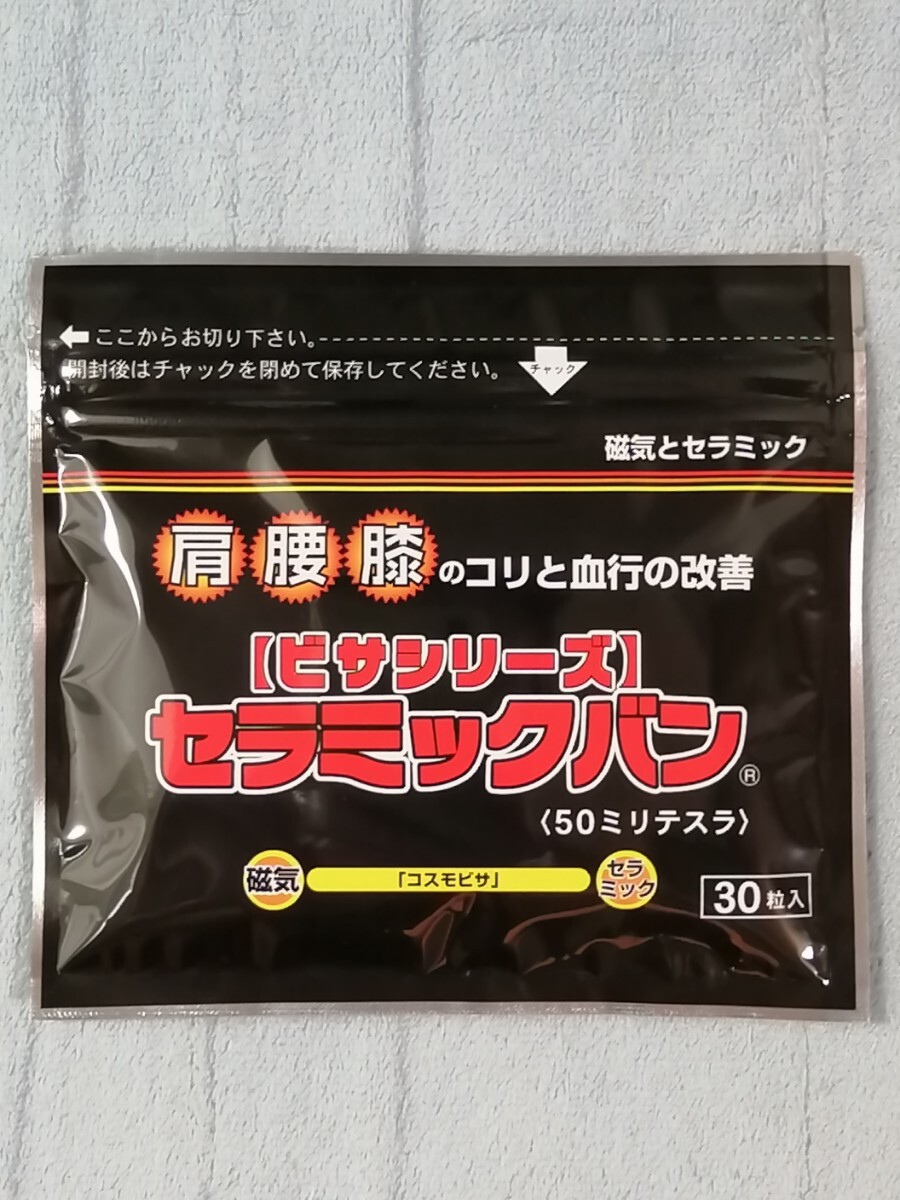 ここからお切り下さい。
開封後はチャックを閉めて保存してください。
チャック
磁気とセラミック
肩腰膝のコリと血行の改善
【ビサシリーズ】
セラミックバン®
〈50ミリテスラ〉
磁気「コスモビサ」セラミック
30粒入